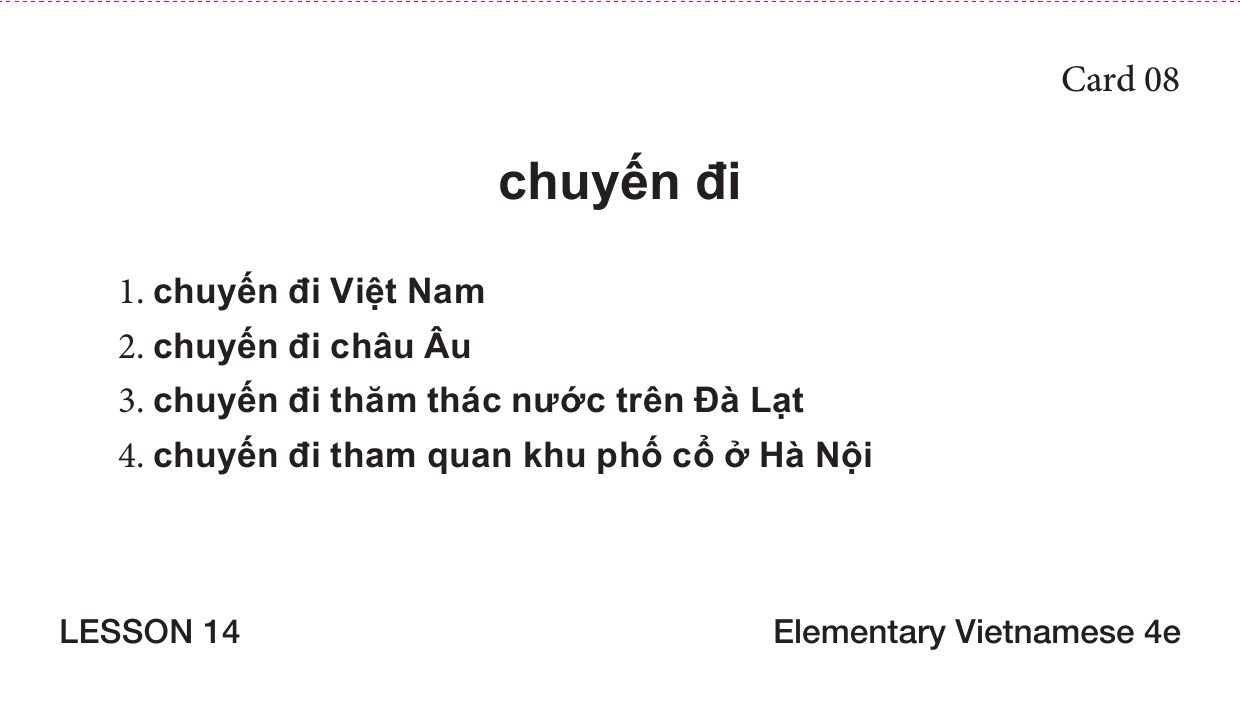 Card 08
chuyến đi
1. chuyến đi Việt Nam
2. chuyến đi châu Âu
3. chuyến đi thăm thác nước trên Đà Lạt
4. chuyến đi tham quan khu phố cổ ở Hà Nội
LESSON 14
Elementary Vietnamese 4e